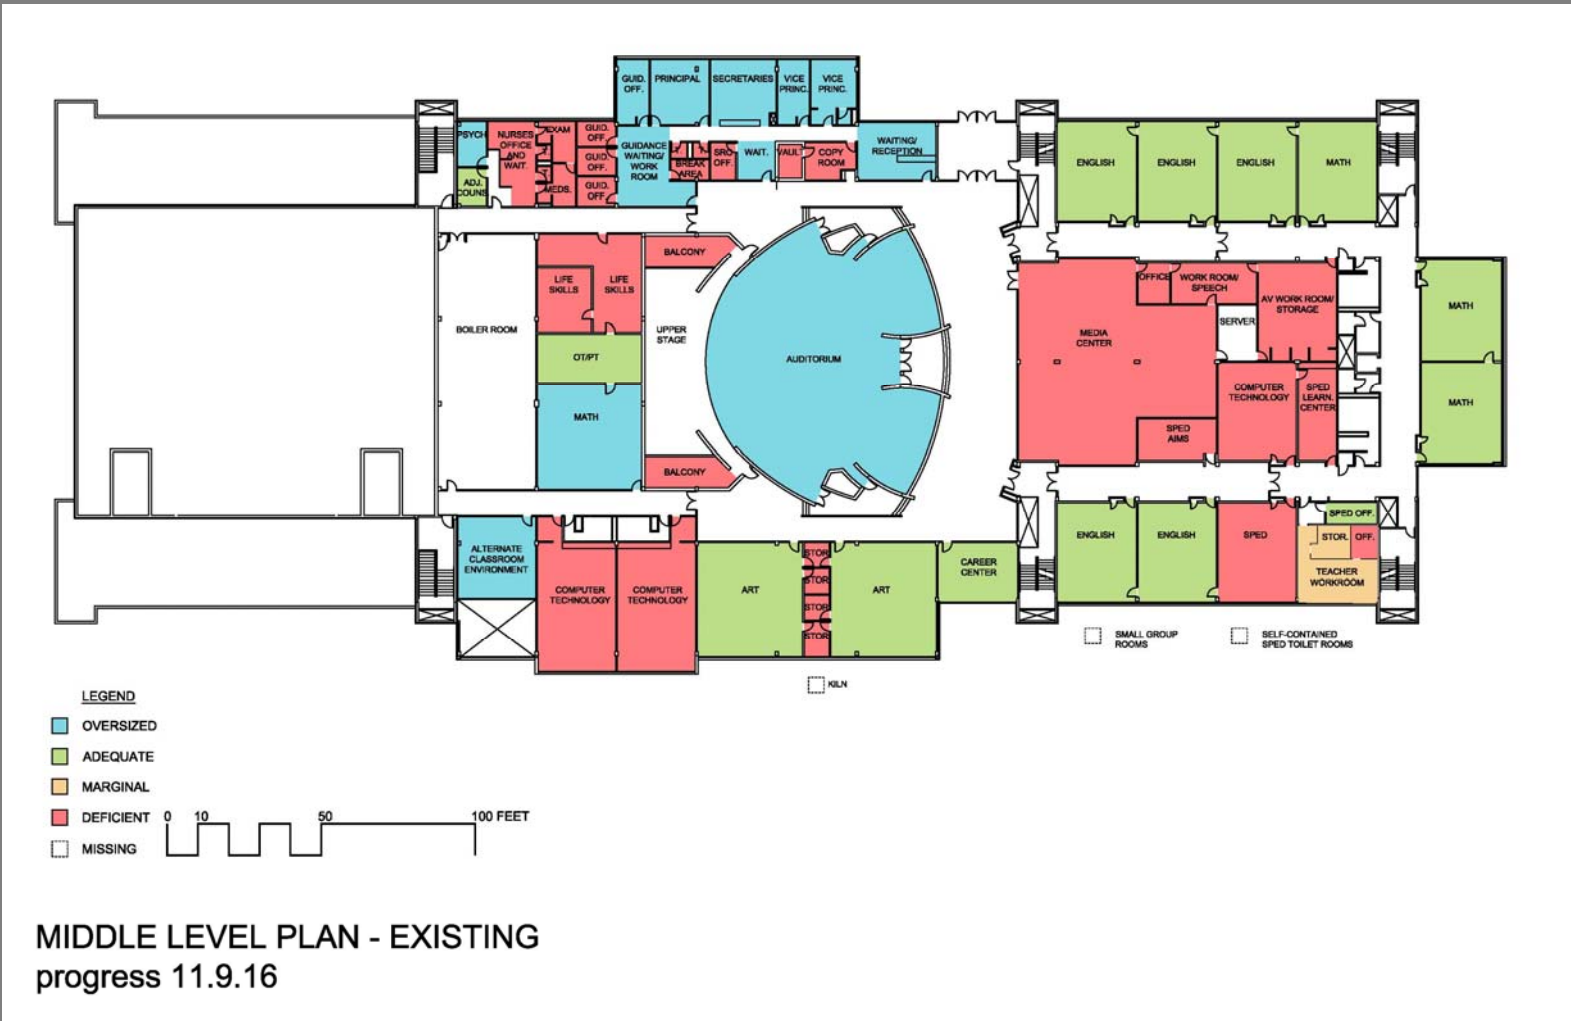 GUID.
OFF.
PRINCIPAL
SECRETARIES
VICE
PRINC.
VICE
PRINC.
PSYCH
ADJ.
COUNS
NURSES
OFFICE
AND
WAIT.
EXAM
MEDS.
GUID.
OFF.
GUID.
OFF.
GUID.
OFF.
GUIDANCE
WAITING/
WORK
ROOM
T.
T.
BREAK
AREA
SRO
OFF.
WAIT.
VAULT
COPY
ROOM
WAITING/
RECEPTION
ENGLISH
ENGLISH
ENGLISH
MATH
BOILER ROOM
LIFE
SKILLS
LIFE
SKILLS
OT/PT
MATH
BALCONY
UPPER
STAGE
BALCONY
AUDITORIUM
MEDIA
CENTER
OFFICE
WORK ROOM/
SPEECH
AV WORK ROOM/
STORAGE
SERVER
COMPUTER
TECHNOLOGY
SPED
LEARN.
CENTER
SPED
AIMS
MATH
MATH
ALTERNATE
CLASSROOM
ENVIRONMENT
COMPUTER
TECHNOLOGY
COMPUTER
TECHNOLOGY
ART
STOR
STOR
STOR
STOR
ART
CAREER
CENTER
ENGLISH
ENGLISH
SPED
SPED OFF.
STOR.
OFF.
TEACHER
WORKROOM
SMALL GROUP
ROOMS
SELF-CONTAINED
SPED TOILET ROOMS
KILN
LEGEND
OVERSIZED
ADEQUATE
MARGINAL
DEFICIENT
MISSING
0 10 50 100 FEET
MIDDLE LEVEL PLAN - EXISTING
progress 11.9.16